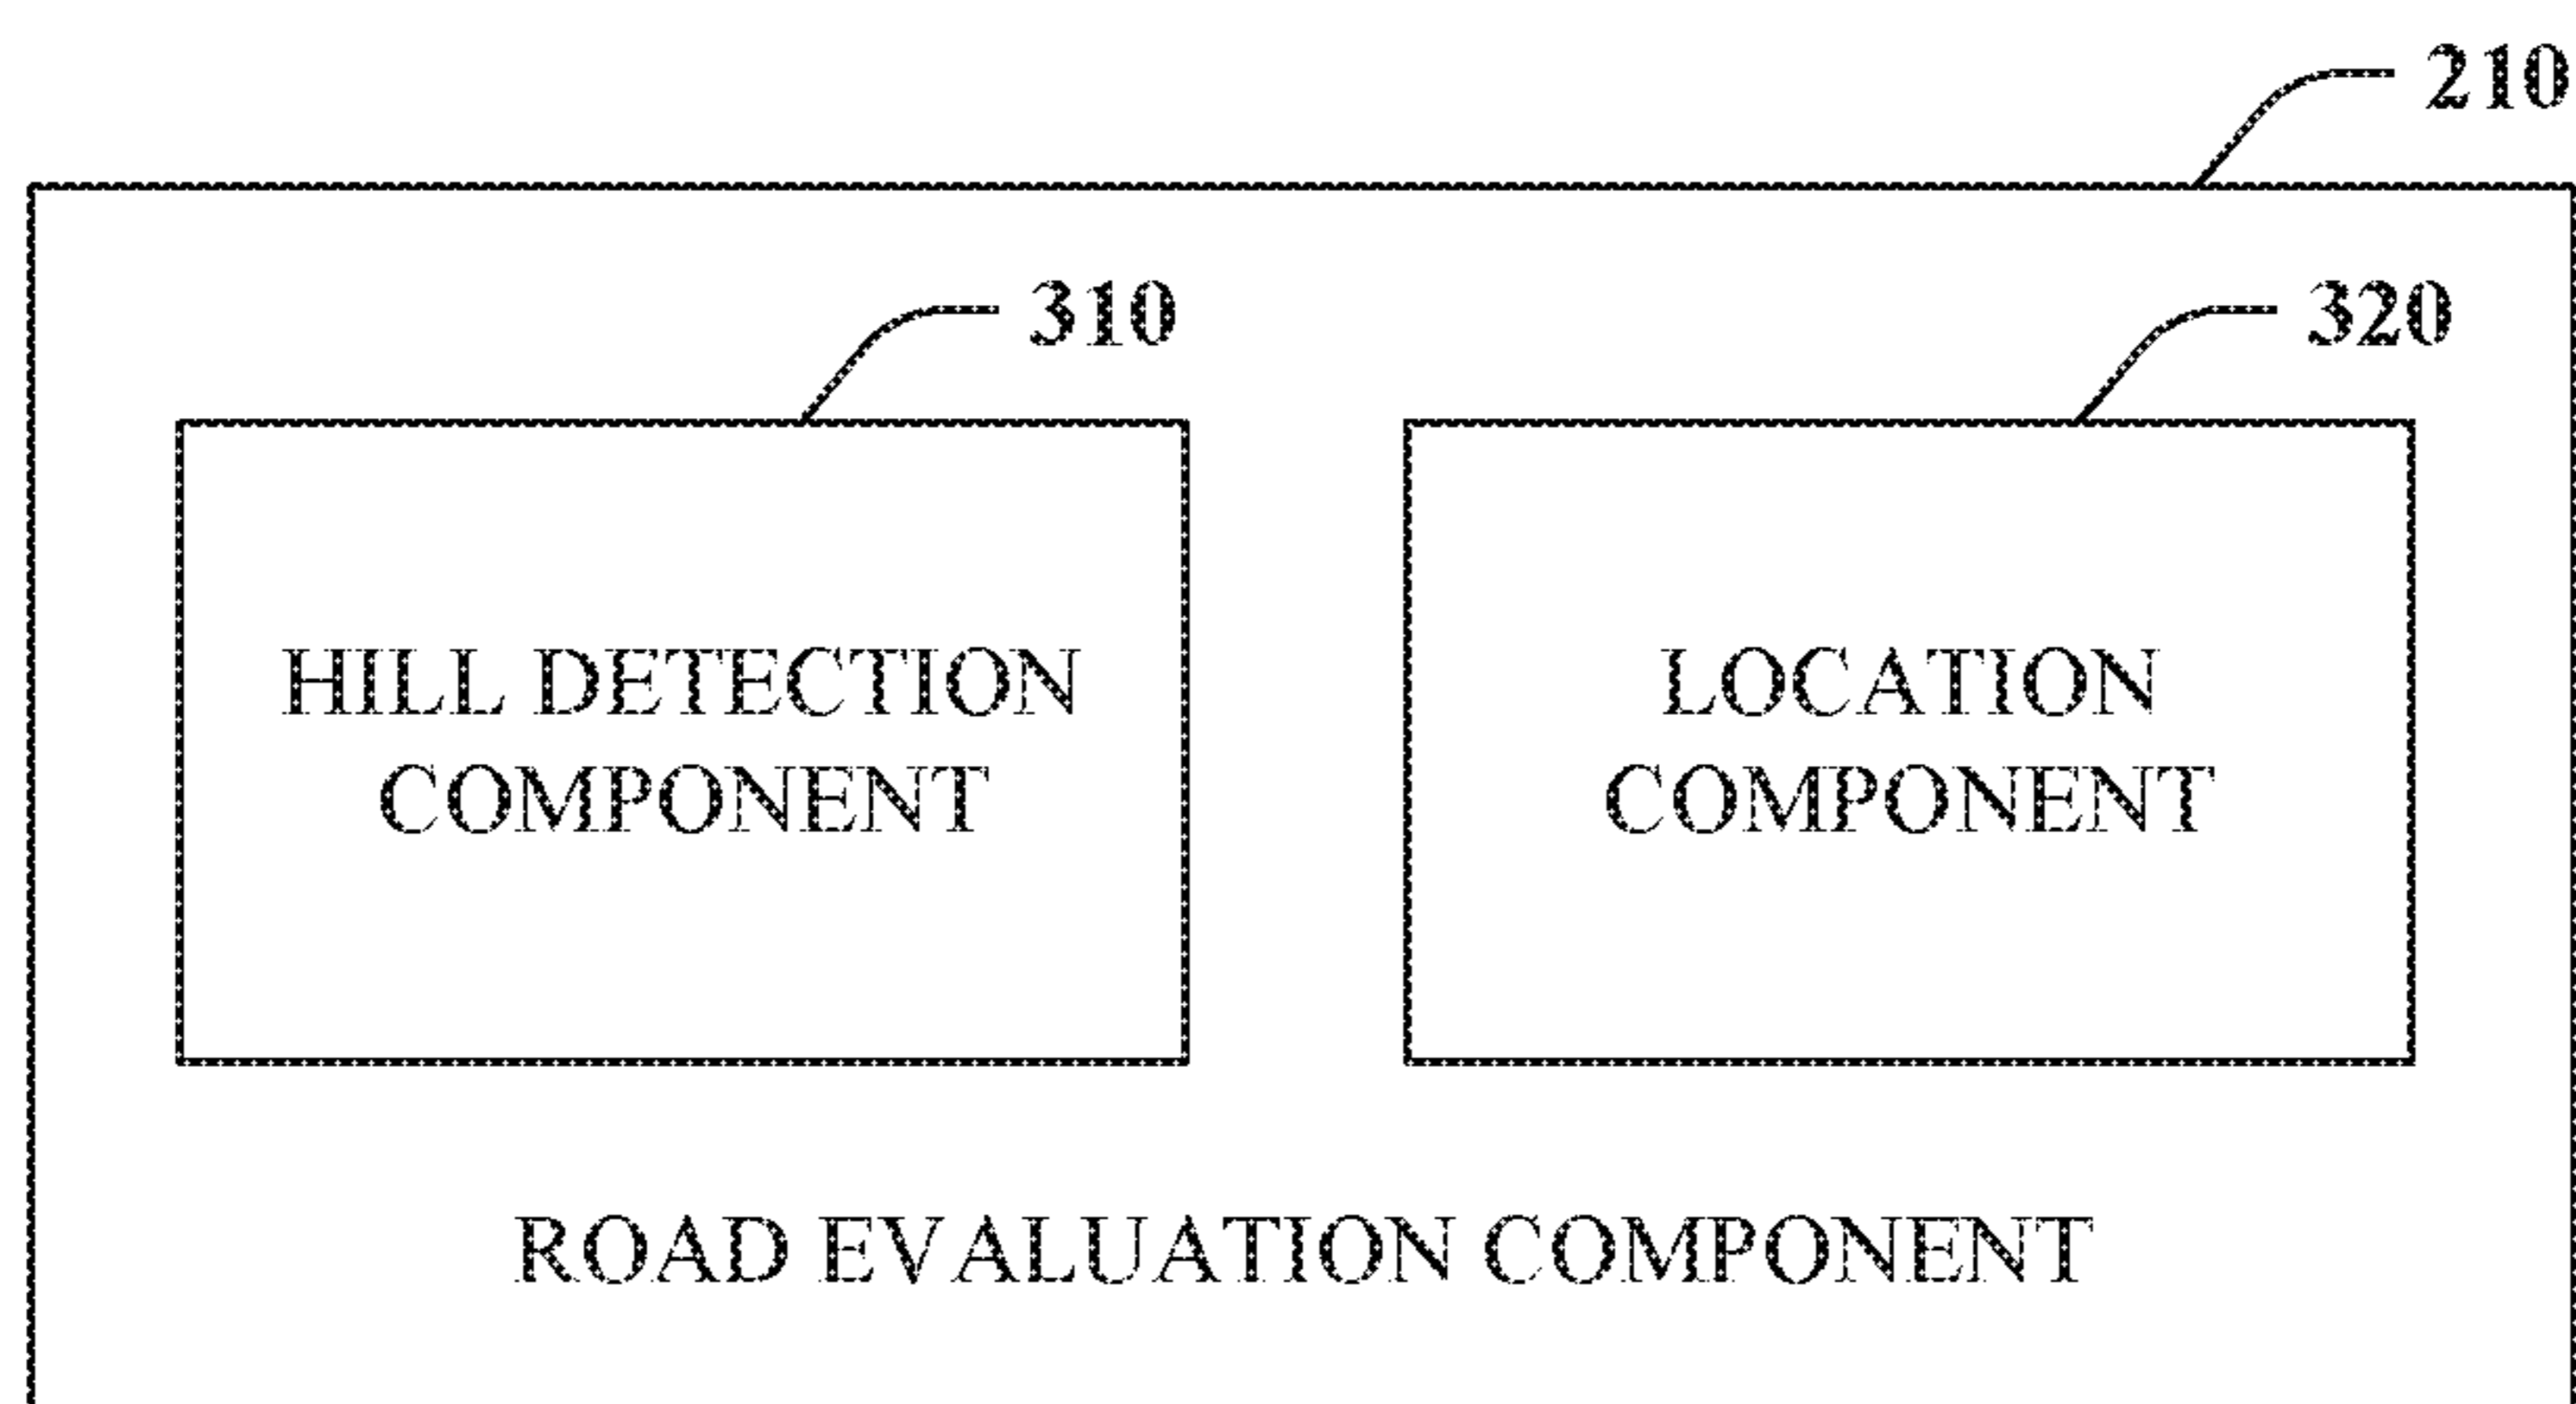 210
310
320
HILL DETECTION
COMPONENT
LOCATION
COMPONENT
ROAD EVALUATION COMPONENT